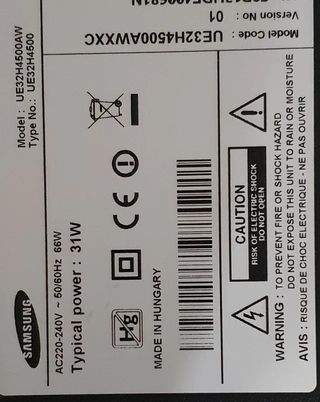 Model Code : UE32H4500AWXXC
Version No : 01
Model : UE32H4500AW
Type No.: UE32H4500
SAMSUNG
AC220-240V ~ 50/60Hz 66W
Typical power : 31W
Hg
MADE IN HUNGARY
CAUTION
RISK OF ELECTRIC SHOCK
DO NOT OPEN
WARNING : TO PREVENT FIRE OR SHOCK HAZARD
DO NOT EXPOSE THIS UNIT TO RAIN OR MOISTURE
AVIS : RISQUE DE CHOC ELECTRIQUE - NE PAS OUVRIR